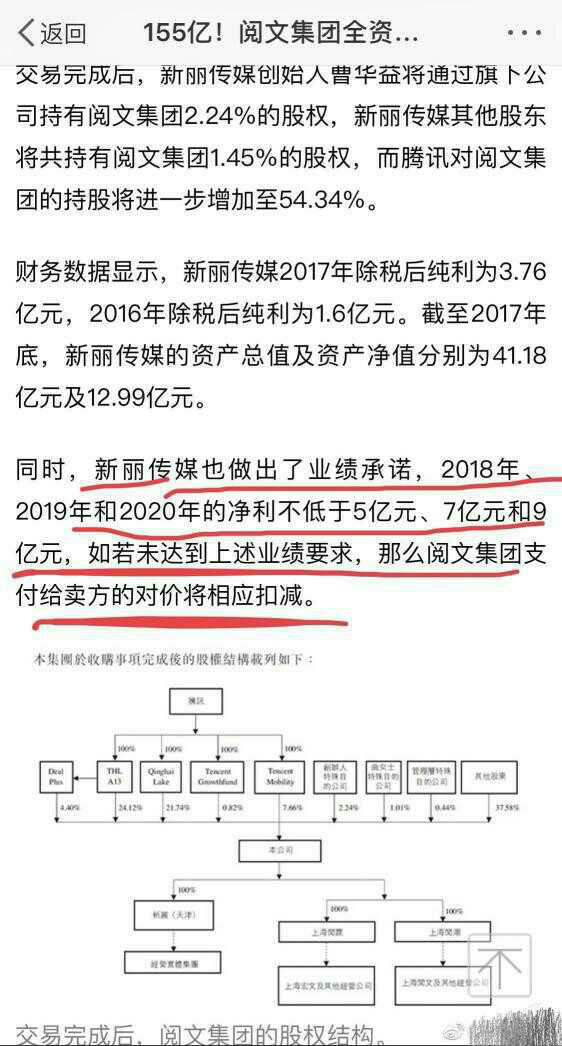 返回
155亿！阅文集团全资...
交易完成后，新丽传媒创始人曹华益将通过旗下公
司持有阅文集团2.24%的股权，新丽传媒其他股东
将共持有阅文集团1.45%的股权，而腾讯对阅文集
团的持股将进一步增加至54.34%。
财务数据显示，新丽传媒2017年除税后纯利为3.76
亿元，2016年除税后纯利为1.6亿元。截至2017年
底，新丽传媒的资产总值及资产净值分别为41.18
亿元及12.99亿元。
同时，新丽传媒也做出了业绩承诺，2018年、
2019年和2020年的净利不低于5亿元、7亿元和9
亿元，如若未达到上述业绩要求，那么阅文集团支
付给卖方的对价将相应扣减。
本集團於收購事項完成後的股權結構載列如下：
騰訊
100% 100% 100% 100%
Deal Plus
THL A13
Qinghai Lake
Tencent Growthfund
Tencent Mobility
創辦人特殊目的公司
曲女士特殊目的公司
管理層特殊目的公司
其他股東
4.40% 24.12% 21.74% 0.82% 7.66% 2.24% 1.01% 0.44% 37.58%
本公司
100%
100%
100%
新麗（天津）
上海閱霆
上海閱潮
經營實體集團
上海宏文及其他經營公司
上海閱文及其他經營公司
交易完成后，阅文集团的股权结构。